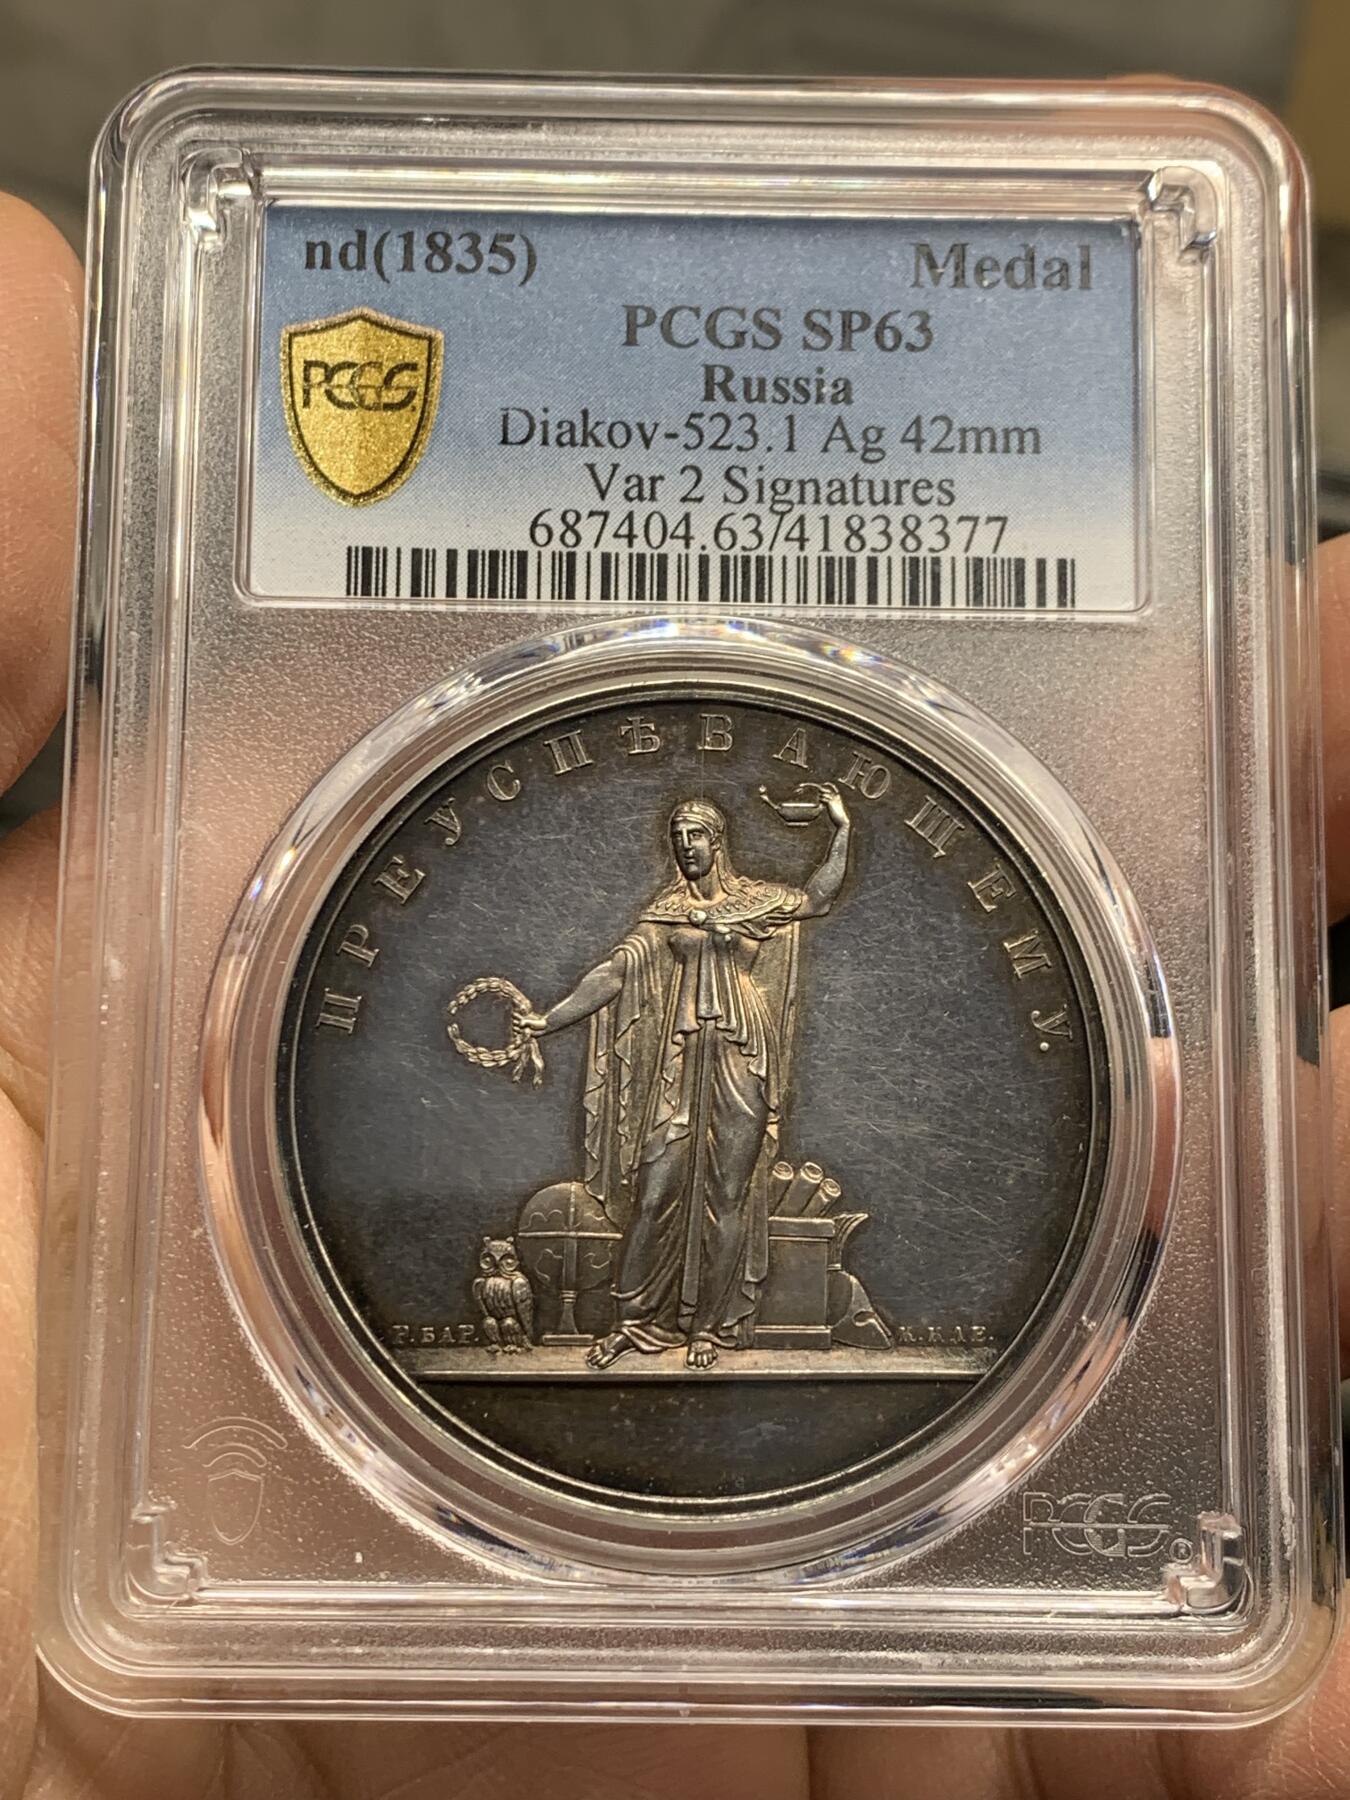 nd(1835) Medal
PCGS SP63
PCGS
Russia
Diakov-523.1 Ag 42mm
Var 2 Signatures
687404.63/41838377
ПРЕУСПѢВАЮЩЕМУ.
Р.БАР. К.КЛЕ.
PCGS